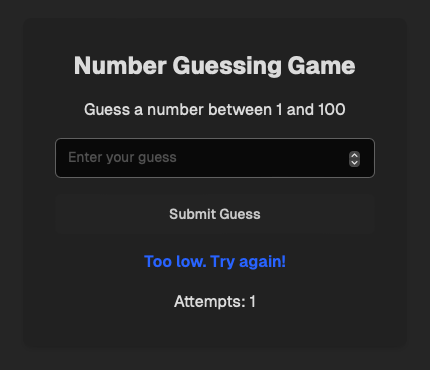 Number Guessing Game
Guess a number between 1 and 100
Enter your guess
Submit Guess
Too low. Try again!
Attempts: 1